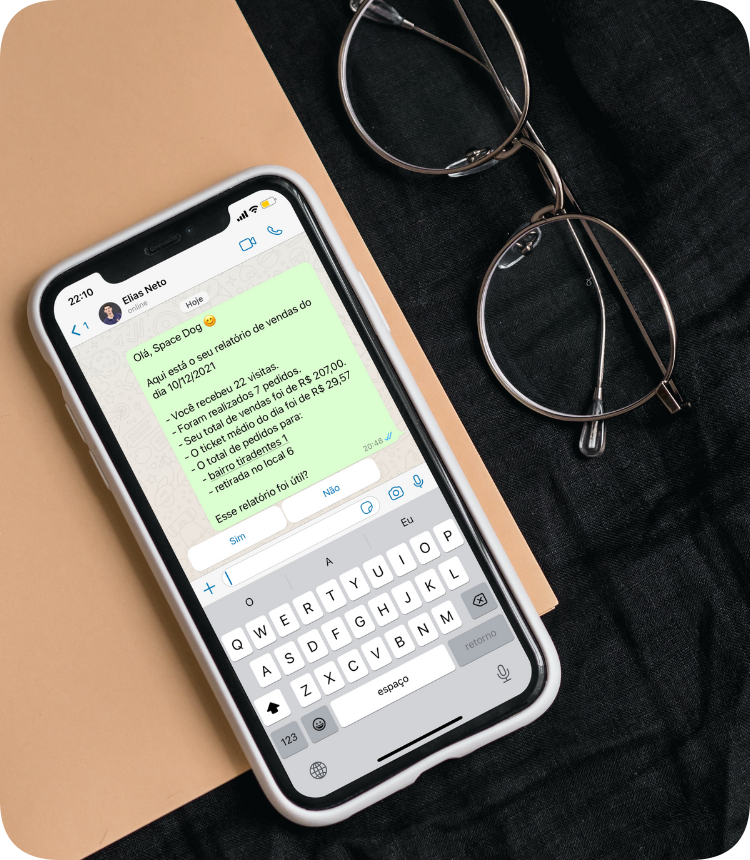 22:10
1
Elias Neto
online
Hoje
Olá, Space Dog 😊
Aqui está o seu relatório de vendas do
dia 10/12/2021
- Você recebeu 22 visitas.
- Foram realizados 7 pedidos.
- Seu total de vendas foi de R$ 207,00.
- O ticket médio do dia foi de R$ 29,57
- O total de pedidos para:
- bairro tiradentes 1
- retirada no local 6
Esse relatório foi útil?
20:48
Sim
Não
O
A
Eu
Q W E R T Y U I O P
A S D F G H J K L
Z X C V B N M
123
espaço
retorno